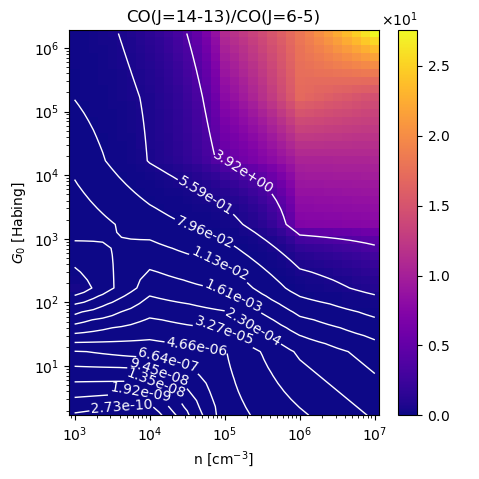 CO(J=14-13)/CO(J=6-5)
×10¹
10⁶
10⁵
10⁴
10³
10²
10¹
G₀ [Habing]
3.92e+00
5.59e-01
7.96e-02
1.13e-02
1.61e-03
2.30e-04
3.27e-05
4.66e-06
6.64e-07
9.45e-08
1.35e-08
1.92e-09
2.73e-10
10³
10⁴
10⁵
10⁶
10⁷
n [cm⁻³]
2.5
2.0
1.5
1.0
0.5
0.0